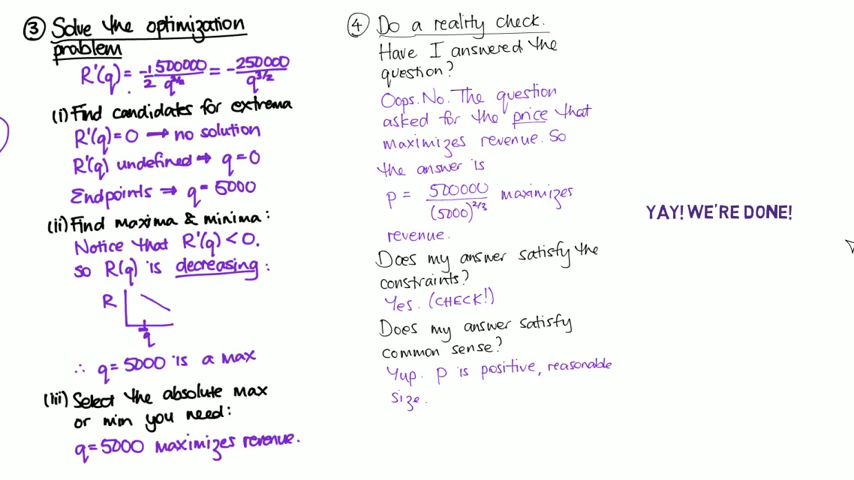 ③ Solve the optimization
problem
R'(q) = -1/2 500000/q^3/2 = -250000/q^3/2
(i) Find candidates for extrema
R'(q)=0 → no solution
R'(q) undefined → q=0
Endpoints → q=5000
(ii) Find maxima & minima:
Notice that R'(q)<0.
so R(q) is decreasing:
R
q
∴ q=5000 is a max
(iii) Select the absolute max
or min you need:
q=5000 maximizes revenue.
④ Do a reality check.
Have I answered the
question?
Oops. No. The question
asked for the price that
maximizes revenue. So
the answer is
p = 500000/(5000)^2/3 maximizes
revenue.
Does my answer satisfy the
constraints?
Yes. (CHECK!)
Does my answer satisfy
common sense?
Yup. P is positive, reasonable
size.
YAY! WE'RE DONE!